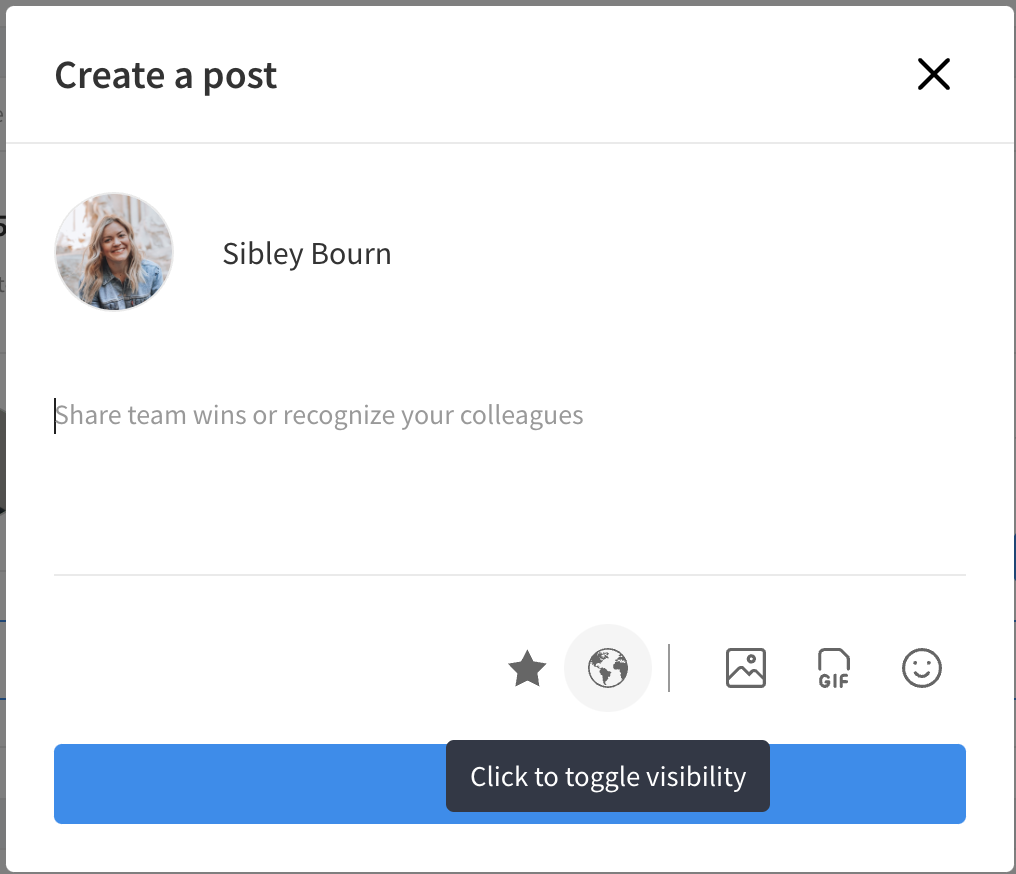 Create a post
Sibley Bourn
Share team wins or recognize your colleagues
GIF
Click to toggle visibility